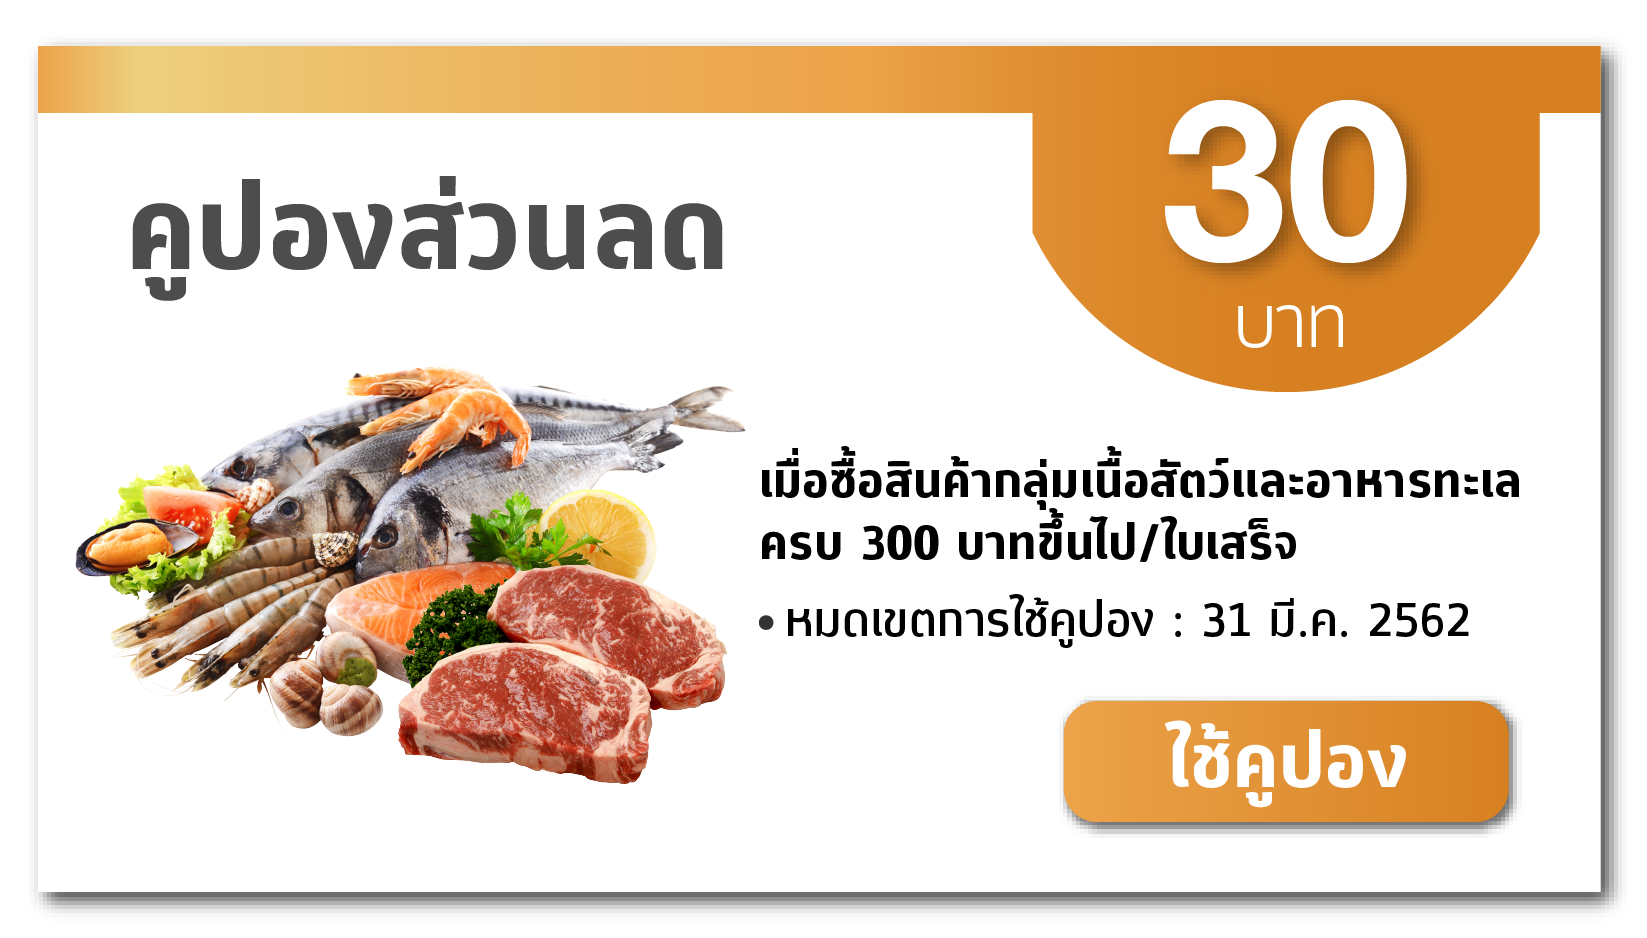 คูปองส่วนลด
30
บาท
เมื่อซื้อสินค้ากลุ่มเนื้อสัตว์และอาหารทะเล
ครบ 300 บาทขึ้นไป/ใบเสร็จ
• หมดเขตการใช้คูปอง : 31 มี.ค. 2562
ใช้คูปอง